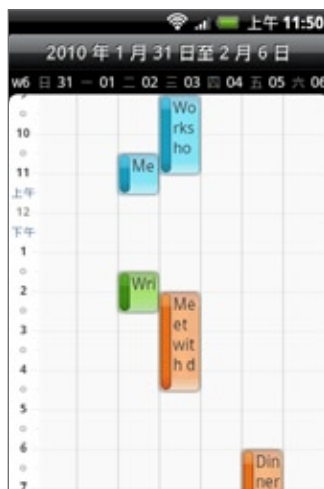 上午 11:50
2010 年 1 月 31 日至 2 月 6 日
w6 日 31 一 01 二 02 三 03 四 04 五 05 六 06
10
11
上午
12
下午
1
2
3
4
5
6
7
Wo
rks
ho
Me
Wri
Me
et
wit
h d
Din
ner